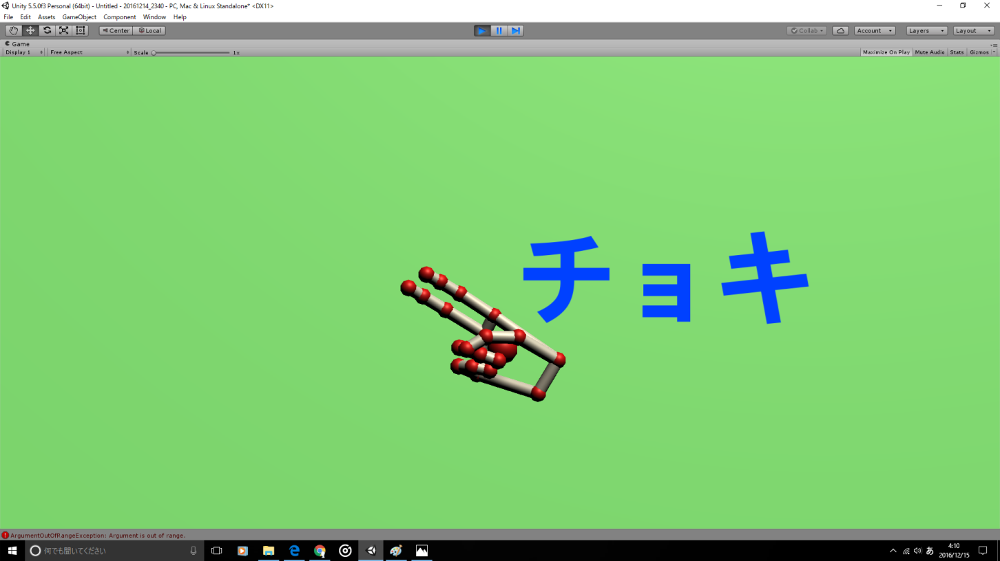 Unity 5.5.0f3 Personal (64bit) - Untitled - 20161214_2340 - PC, Mac & Linux Standalone* <DX11>
File Edit Assets GameObject Component Window Help
Center Local Collab Account Layers Layout
Game
Display 1 Free Aspect Scale 1x Maximize On Play Mute Audio Stats Gizmos
チョキ
ArgumentOutOfRangeException: Argument is out of range.
何でも聞いてください あ 4:10
2016/12/15